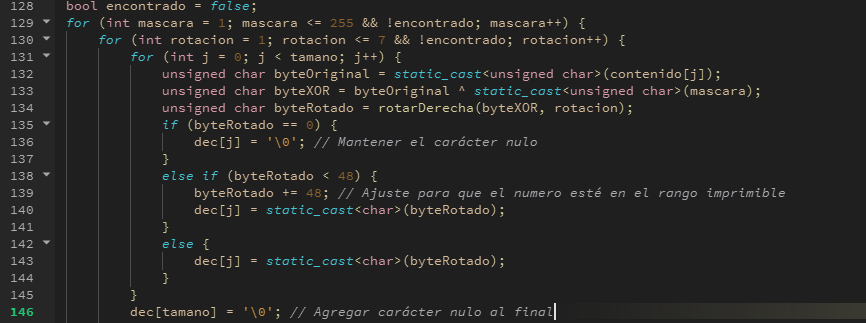 128 bool encontrado = false;
129 for (int mascara = 1; mascara <= 255 && !encontrado; mascara++) {
130 for (int rotacion = 1; rotacion <= 7 && !encontrado; rotacion++) {
131 for (int j = 0; j < tamano; j++) {
132 unsigned char byteOriginal = static_cast<unsigned char>(contenido[j]);
133 unsigned char byteXOR = byteOriginal ^ static_cast<unsigned char>(mascara);
134 unsigned char byteRotado = rotarDerecha(byteXOR, rotacion);
135 if (byteRotado == 0) {
136 dec[j] = '\0'; // Mantener el carácter nulo
137 }
138 else if (byteRotado < 48) {
139 byteRotado += 48; // Ajuste para que el numero esté en el rango imprimible
140 dec[j] = static_cast<char>(byteRotado);
141 }
142 else {
143 dec[j] = static_cast<char>(byteRotado);
144 }
145 }
146 dec[tamano] = '\0'; // Agregar carácter nulo al final